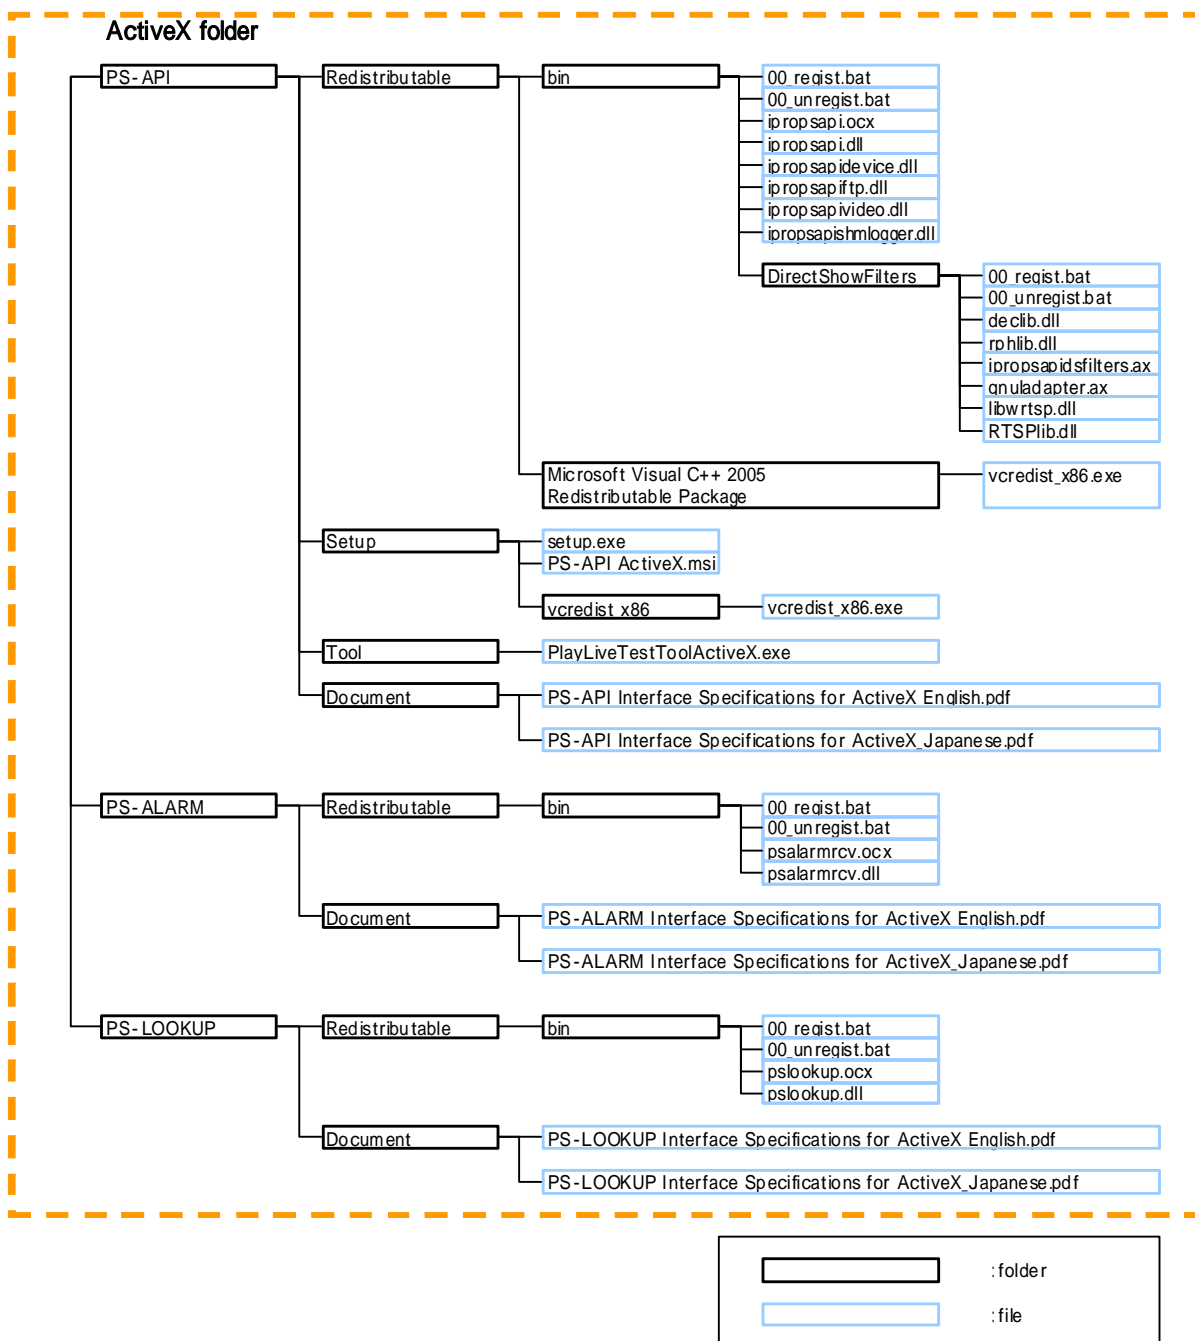 ActiveX folder
PS-API
Redistributable
bin
00_regist.bat
00_unregist.bat
ipropsapi.ocx
ipropsapi.dll
ipropsapidevice.dll
ipropsapiftp.dll
ipropsapivideo.dll
ipropsapishmlogger.dll
DirectShowFilters
00_regist.bat
00_unregist.bat
declib.dll
rphlib.dll
ipropsapidsfilters.ax
gnuladapter.ax
libwrtsp.dll
RTSPlib.dll
Microsoft Visual C++ 2005
Redistributable Package
vcredist_x86.exe
Setup
setup.exe
PS-API ActiveX.msi
vcredist_x86
vcredist_x86.exe
Tool
PlayLiveTestToolActiveX.exe
Document
PS-API Interface Specifications for ActiveX_English.pdf
PS-API Interface Specifications for ActiveX_Japanese.pdf
PS-ALARM
Redistributable
bin
00_regist.bat
00_unregist.bat
psalarmrcv.ocx
psalarmrcv.dll
Document
PS-ALARM Interface Specifications for ActiveX_English.pdf
PS-ALARM Interface Specifications for ActiveX_Japanese.pdf
PS-LOOKUP
Redistributable
bin
00_regist.bat
00_unregist.bat
pslookup.ocx
pslookup.dll
Document
PS-LOOKUP Interface Specifications for ActiveX_English.pdf
PS-LOOKUP Interface Specifications for ActiveX_Japanese.pdf
:folder
:file